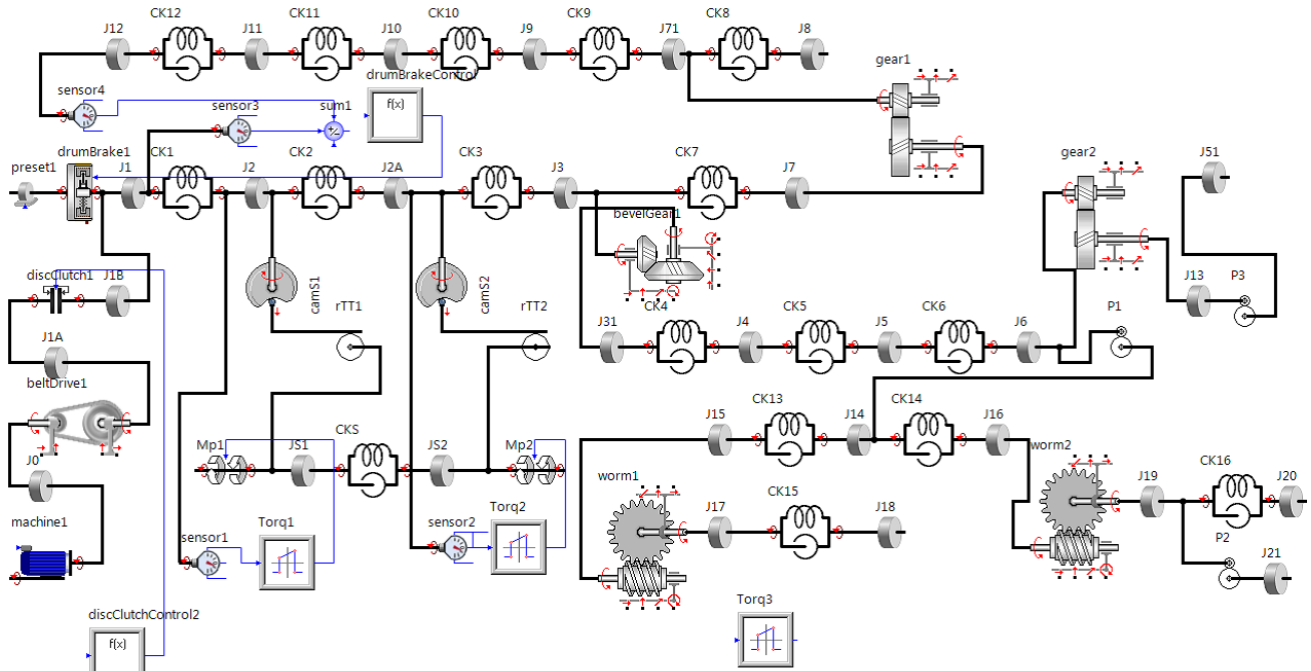 CK12
CK11
CK10
CK9
CK8
J12
J11
J10
J9
J71
J8
gear1
sensor4
sensor3
sum1
drumBrakeControl
f(x)
drumBrake1
preset1
J1
CK1
J2
CK2
J2A
CK3
J3
CK7
J7
gear2
J51
bevelGear1
discClutch1
J1B
camS1
rTT1
camS2
rTT2
J13
P3
J31
CK4
J4
CK5
J5
CK6
J6
P1
J1A
beltDrive1
J0
machine1
Mp1
JS1
CKS
JS2
Mp2
J15
CK13
J14
CK14
J16
worm1
worm2
J17
CK15
J18
J19
CK16
J20
P2
J21
sensor1
Torq1
sensor2
Torq2
Torq3
discClutchControl2
f(x)